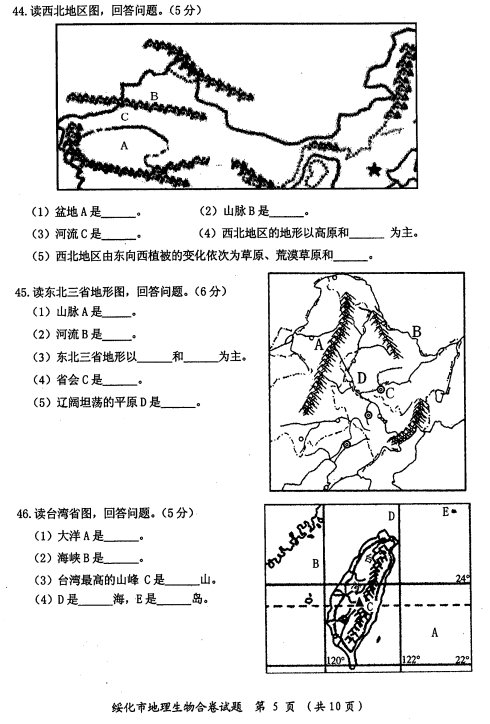 44.读西北地区图，回答问题。（5分）
B
C
A
（1）盆地A是______。 （2）山脉B是______。
（3）河流C是______。 （4）西北地区的地形以高原和______ 为主。
（5）西北地区由东向西植被的变化依次为草原、荒漠草原和______。
45.读东北三省地形图，回答问题。（6分）
（1）山脉A是_____。
（2）河流B是_____。
（3）东北三省地形以______和______为主。
（4）省会C是______。
（5）辽阔坦荡的平原D是______。
A
B
D
C
46.读台湾省图，回答问题。（5分）
（1）大洋A是______。
（2）海峡B是______。
（3）台湾最高的山峰 C是______山。
（4）D是______海，E是______岛。
D
E
B
台
24°
C
A
120°
122°
22°
绥化市地理生物合卷试题 第 5 页 （共10页）